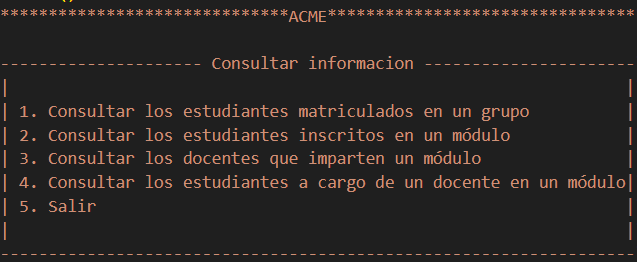 ******************************ACME********************************
--------------------- Consultar informacion ----------------------
|                                                                |
| 1. Consultar los estudiantes matriculados en un grupo          |
| 2. Consultar los estudiantes inscritos en un módulo            |
| 3. Consultar los docentes que imparten un módulo               |
| 4. Consultar los estudiantes a cargo de un docente en un módulo|
| 5. Salir                                                       |
|                                                                |
------------------------------------------------------------------